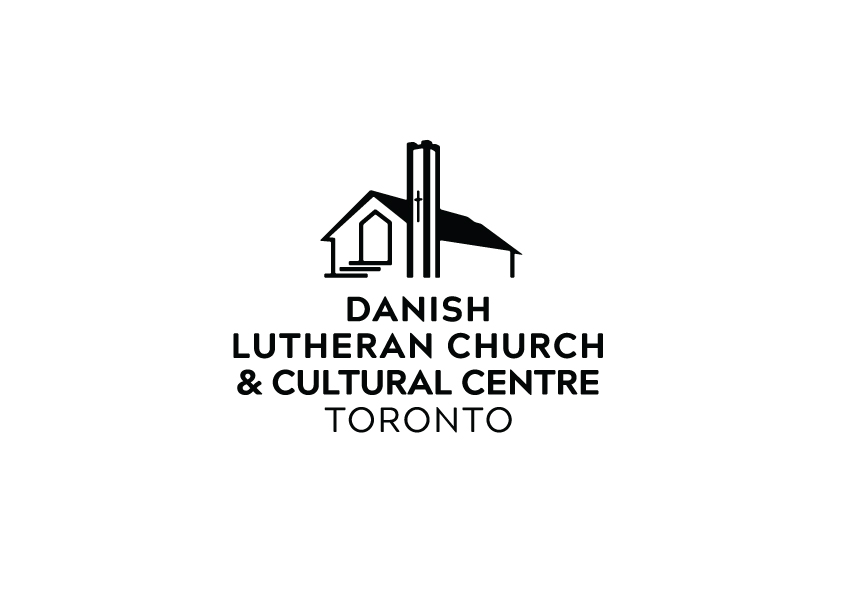 DANISH
LUTHERAN CHURCH
& CULTURAL CENTRE
TORONTO